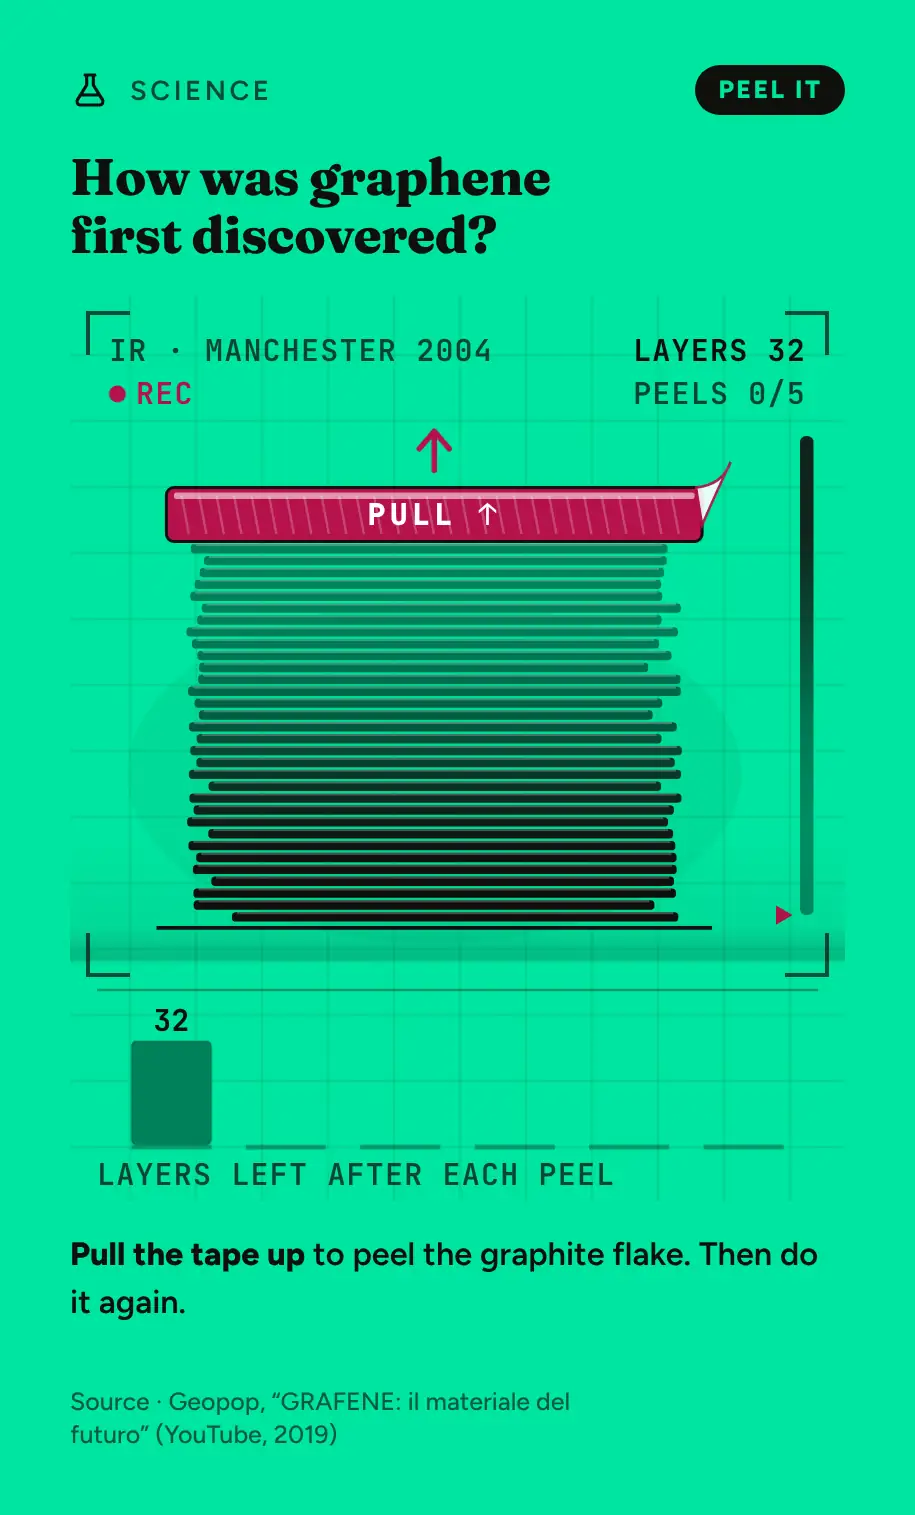 SCIENCE
PEEL IT
How was graphene
first discovered?
IR · MANCHESTER 2004
LAYERS 32
REC
PEELS 0/5
PULL ↑
32
LAYERS LEFT AFTER EACH PEEL
Pull the tape up to peel the graphite flake. Then do
it again.
Source · Geopop, “GRAFENE: il materiale del
futuro” (YouTube, 2019)